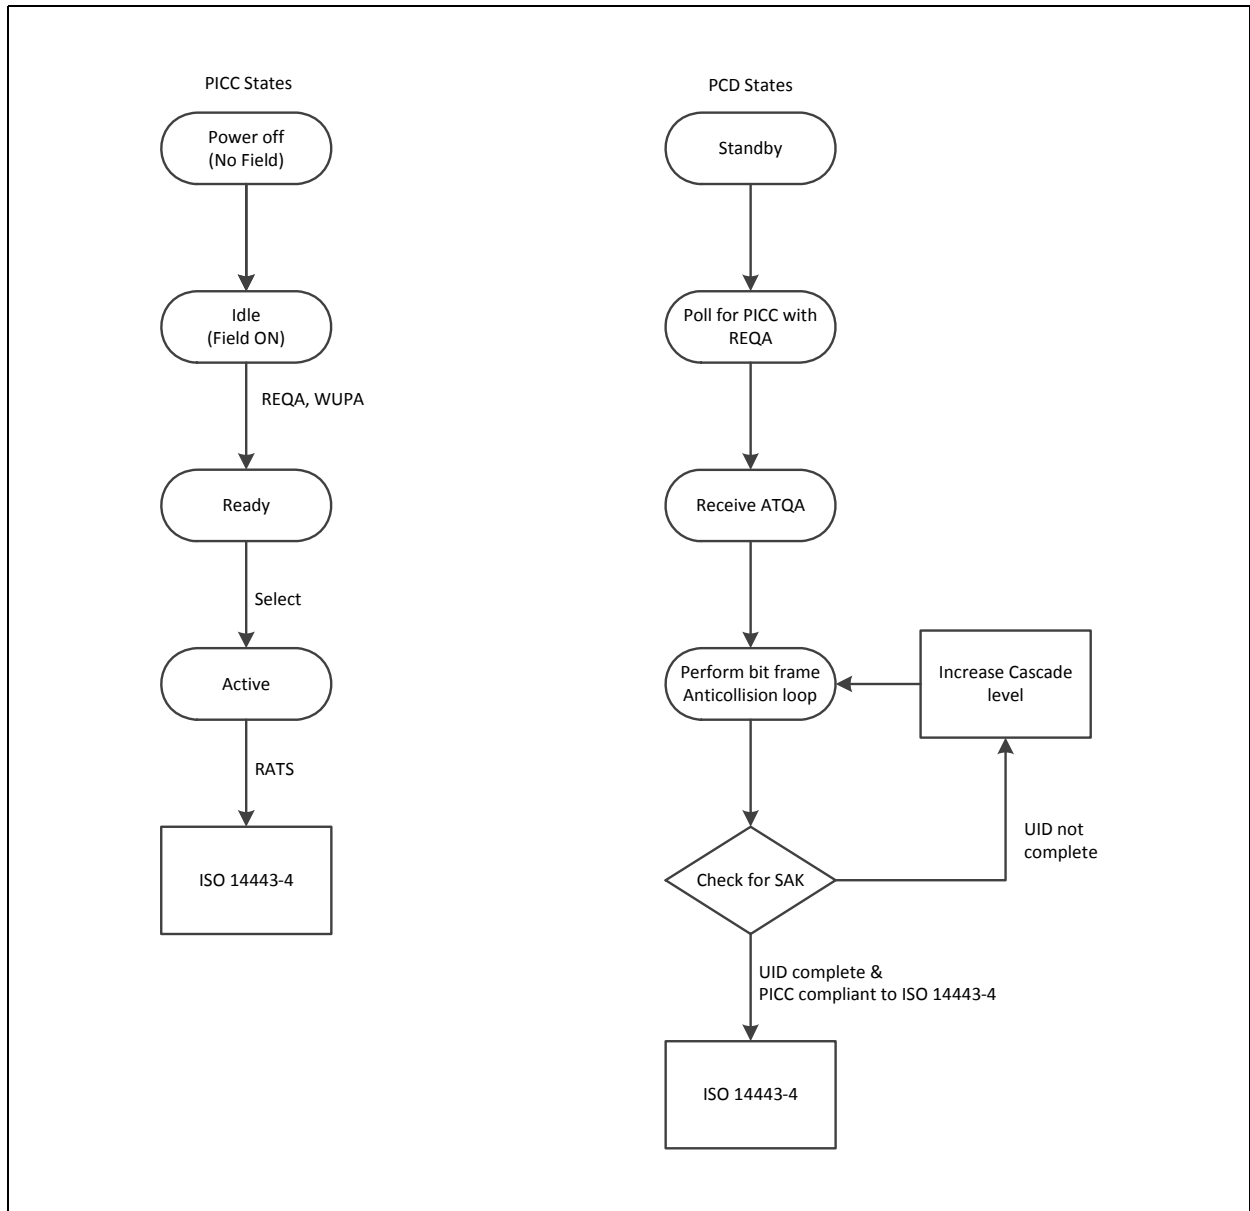 PICC States
Power off
(No Field)
Idle
(Field ON)
REQA, WUPA
Ready
Select
Active
RATS
ISO 14443-4
PCD States
Standby
Poll for PICC with
REQA
Receive ATQA
Perform bit frame
Anticollision loop
Increase Cascade
level
Check for SAK
UID not
complete
UID complete &
PICC compliant to ISO 14443-4
ISO 14443-4